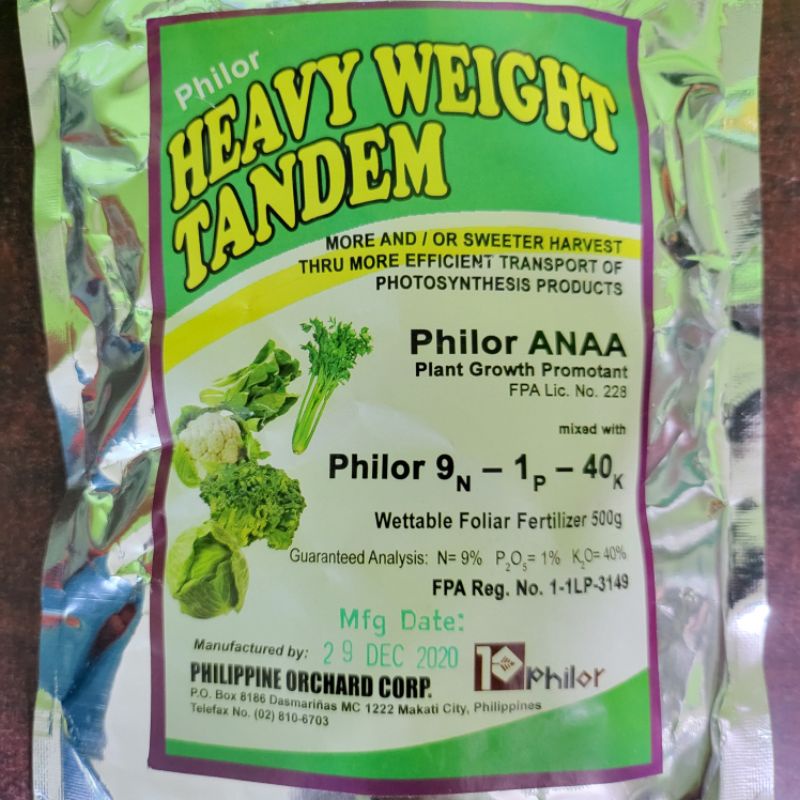 Philor
HEAVY WEIGHT
TANDEM
MORE AND / OR SWEETER HARVEST
THRU MORE EFFICIENT TRANSPORT OF
PHOTOSYNTHESIS PRODUCTS
Philor ANAA
Plant Growth Promotant
FPA Lic. No. 228
mixed with
Philor 9N – 1P – 40K
Wettable Foliar Fertilizer 500g
Guaranteed Analysis: N= 9% P2O5= 1% K2O= 40%
FPA Reg. No. 1-1LP-3149
Mfg Date:
Manufactured by: 29 DEC 2020
PHILIPPINE ORCHARD CORP.
philor
P.O. Box 8186 Dasmariñas MC 1222 Makati City, Philippines
Telefax No. (02) 810-6703